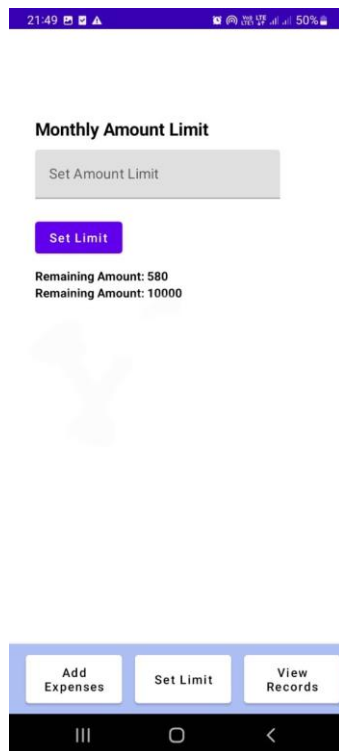 21:49 50%
Monthly Amount Limit
Set Amount Limit
Set Limit
Remaining Amount: 580
Remaining Amount: 10000
Add
Expenses
Set Limit
View
Records